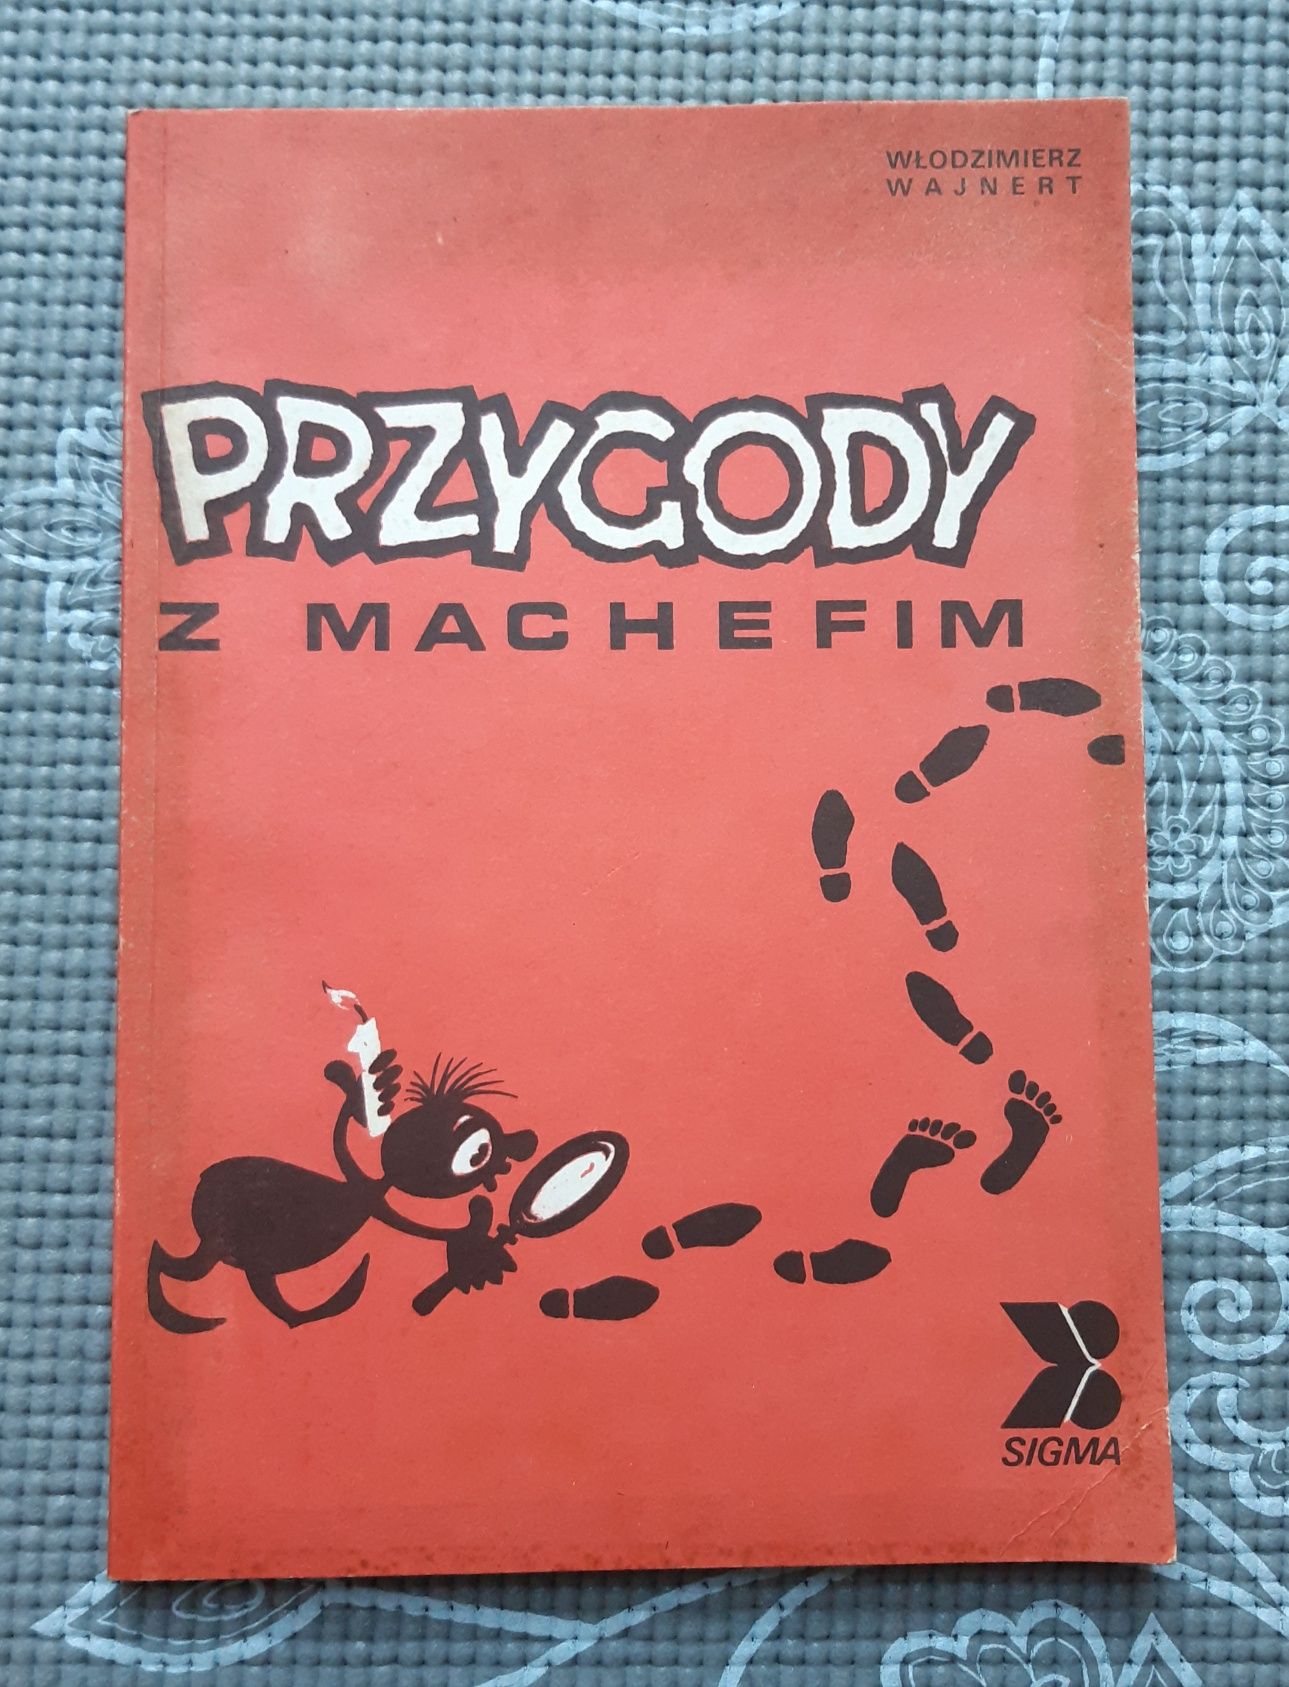 WŁODZIMIERZ
WAJNERT
PRZYGODY
Z MACHEFIM
SIGMA